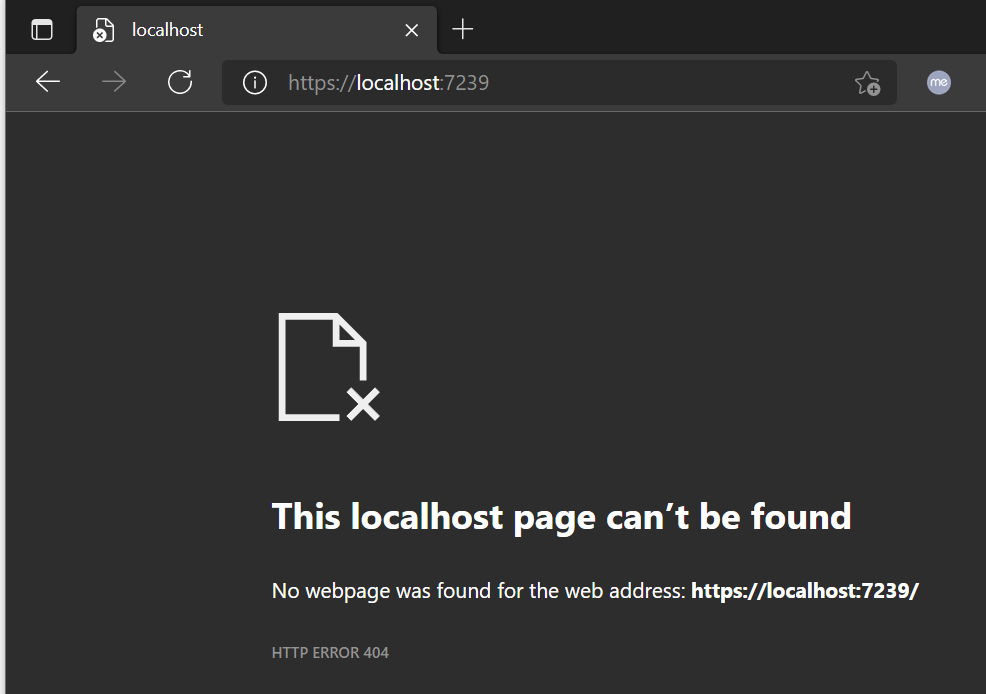 localhost
https://localhost:7239
me
This localhost page can’t be found
No webpage was found for the web address: https://localhost:7239/
HTTP ERROR 404